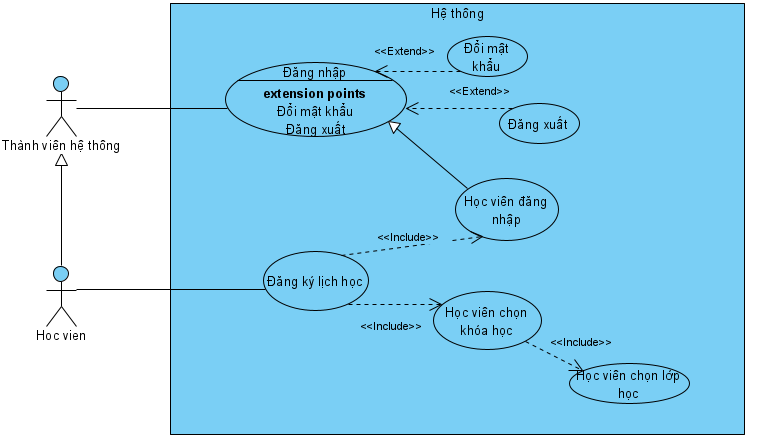 Hệ thống
<<Extend>>
Đổi mật
khẩu
Đăng nhập
extension points
Đổi mật khẩu
Đăng xuất
<<Extend>>
Đăng xuất
Thành viên hệ thông
Học viên đăng
nhập
<<Include>>
Đăng ký lịch học
Hoc vien
Học viên chọn
khóa học
<<Include>>
<<Include>>
Học viên chọn lớp
học